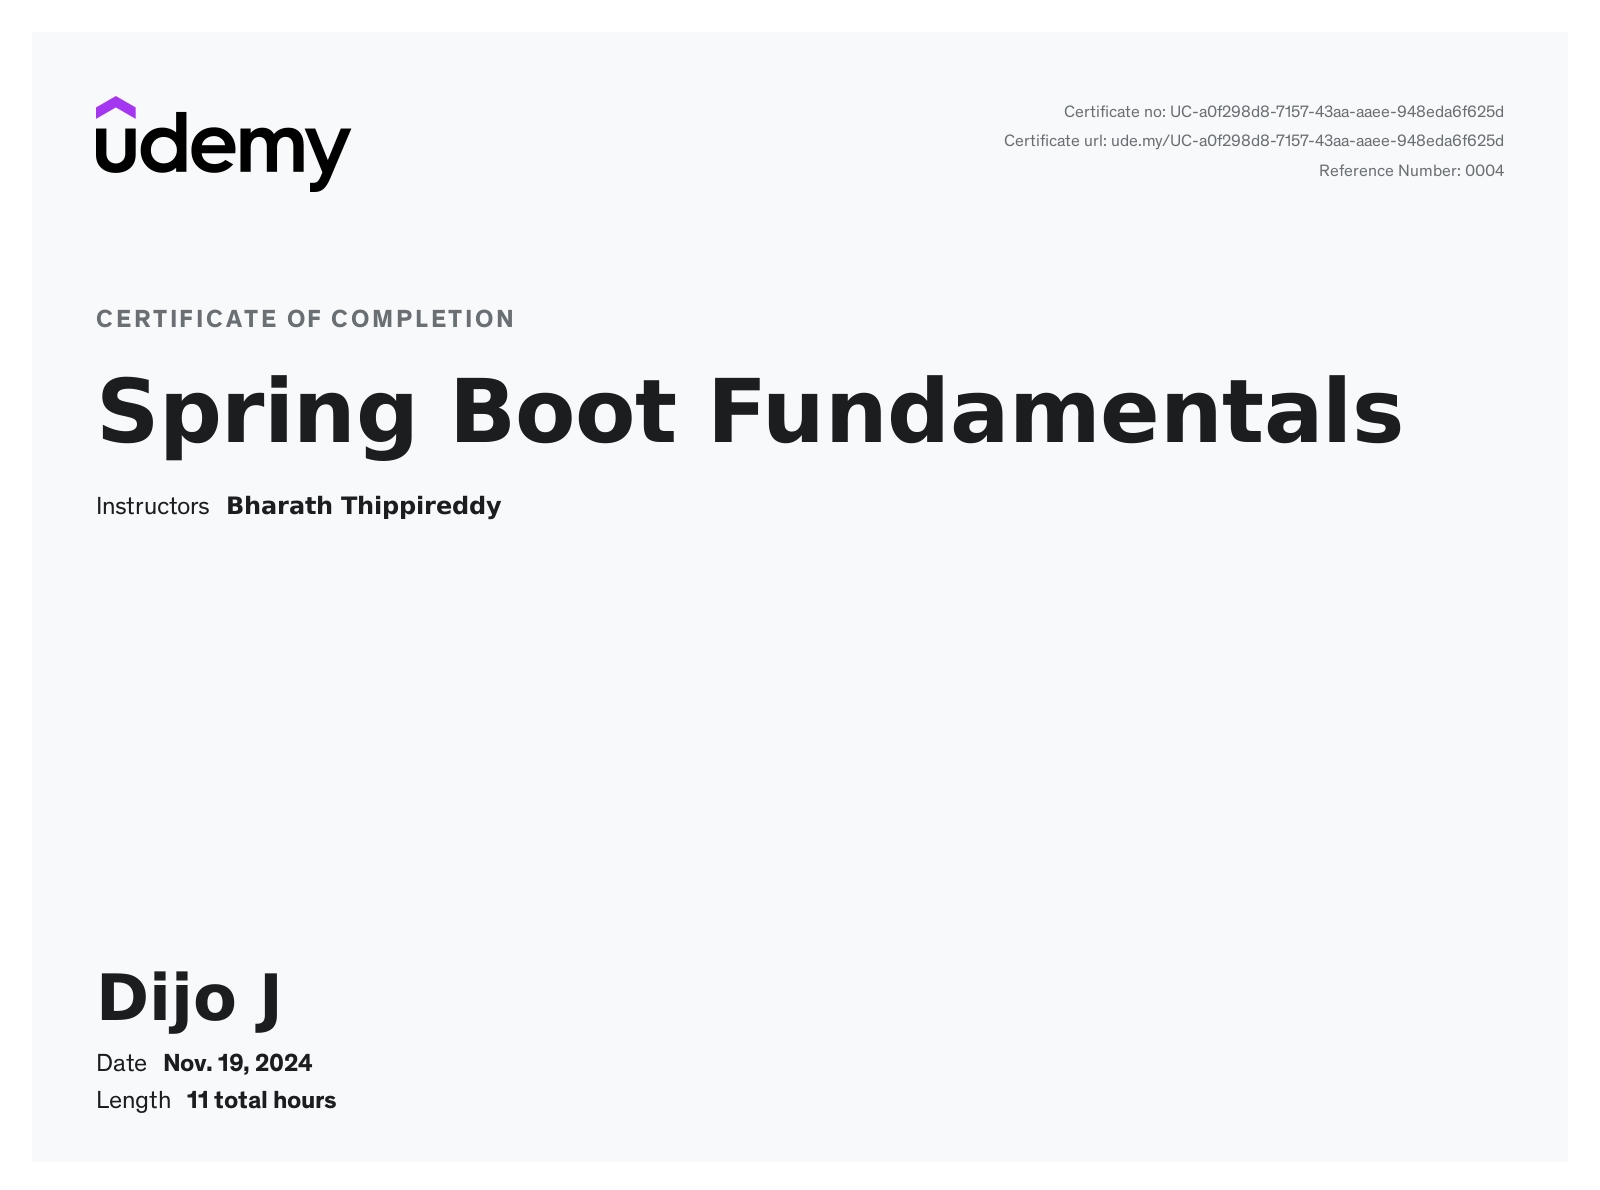 udemy
Certificate no: UC-a0f298d8-7157-43aa-aaee-948eda6f625d
Certificate url: ude.my/UC-a0f298d8-7157-43aa-aaee-948eda6f625d
Reference Number: 0004
CERTIFICATE OF COMPLETION
Spring Boot Fundamentals
Instructors Bharath Thippireddy
Dijo J
Date Nov. 19, 2024
Length 11 total hours